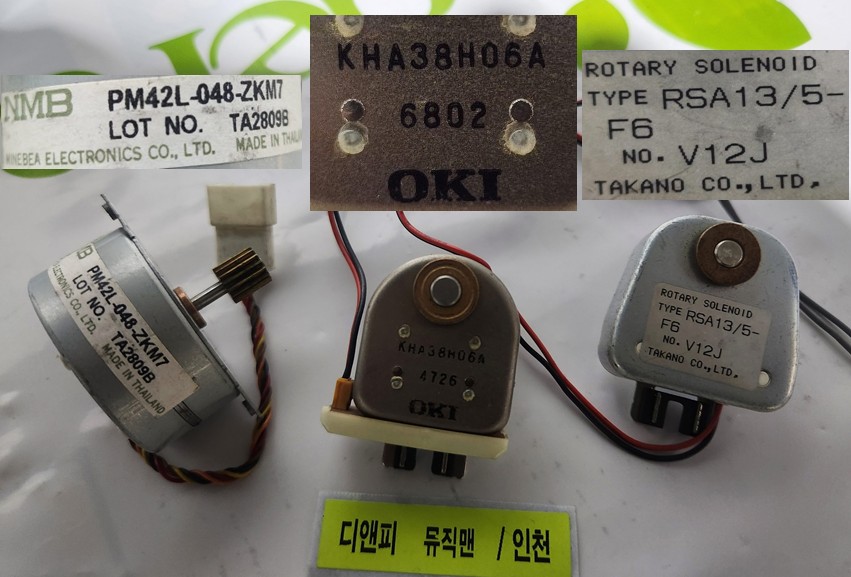 NMB PM42L-048-ZKM7
LOT NO. TA2809B
MINEBEA ELECTRONICS CO., LTD. MADE IN THAILAND
KHA38H06A
6802
OKI
ROTARY SOLENOID
TYPE RSA13/5-
F6
NO. V12J
TAKANO CO.,LTD.
PM42L-048-ZKM7
LOT NO. TA2809B
ELECTRONICS CO., LTD. MADE IN THAILAND
KHA38H06A
4726
OKI
ROTARY SOLENOID
TYPE RSA13/5-
F6
NO. V12J
TAKANO CO.,LTD.
디앤피 뮤직맨 /인천